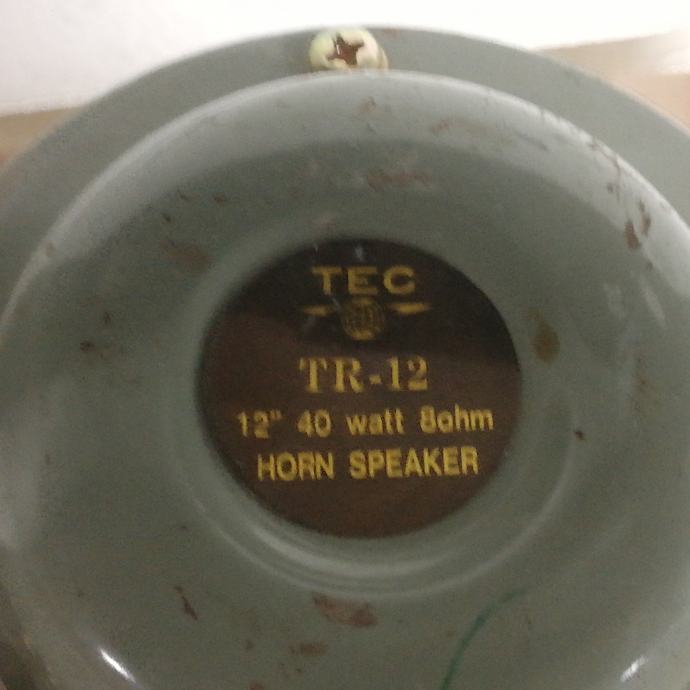 TEC
TR-12
12" 40 watt 8ohm
HORN SPEAKER